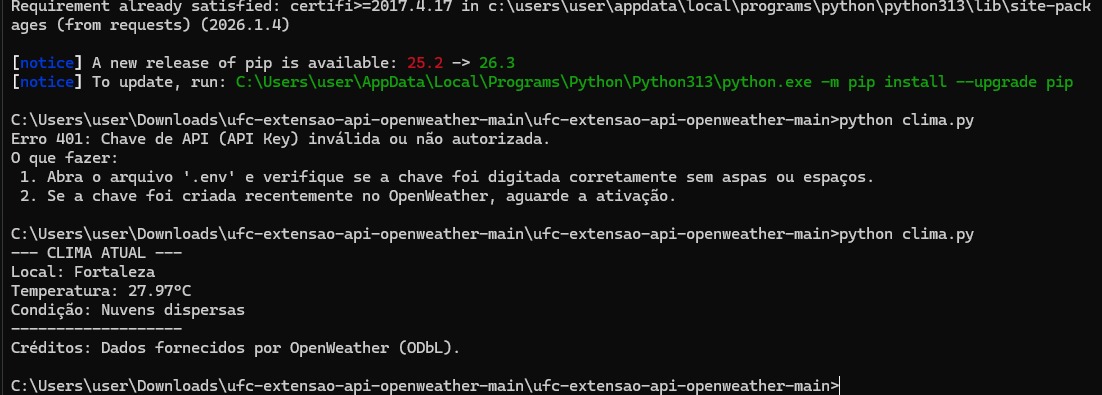 Requirement already satisfied: certifi>=2017.4.17 in c:\users\user\appdata\local\programs\python\python313\lib\site-pack
ages (from requests) (2026.1.4)
[notice] A new release of pip is available: 25.2 -> 26.3
[notice] To update, run: C:\Users\user\AppData\Local\Programs\Python\Python313\python.exe -m pip install --upgrade pip
C:\Users\user\Downloads\ufc-extensao-api-openweather-main\ufc-extensao-api-openweather-main>python clima.py
Erro 401: Chave de API (API Key) inválida ou não autorizada.
O que fazer:
1. Abra o arquivo '.env' e verifique se a chave foi digitada corretamente sem aspas ou espaços.
2. Se a chave foi criada recentemente no OpenWeather, aguarde a ativação.
C:\Users\user\Downloads\ufc-extensao-api-openweather-main\ufc-extensao-api-openweather-main>python clima.py
--- CLIMA ATUAL ---
Local: Fortaleza
Temperatura: 27.97°C
Condição: Nuvens dispersas
-------------------
Créditos: Dados fornecidos por OpenWeather (ODbL).
C:\Users\user\Downloads\ufc-extensao-api-openweather-main\ufc-extensao-api-openweather-main>